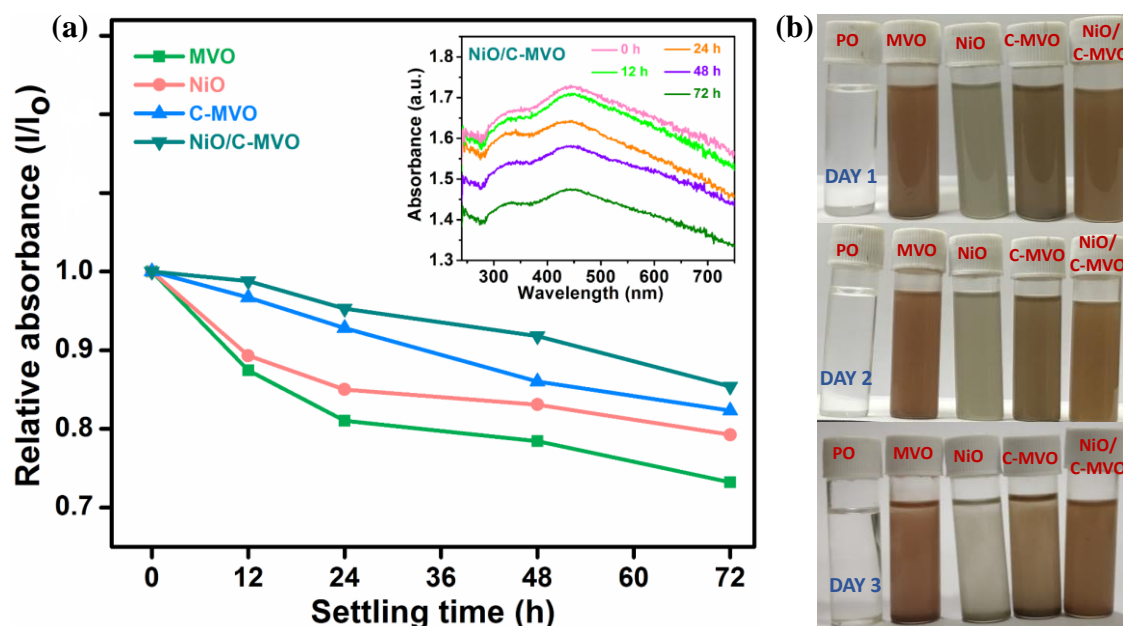 (a)
MVO
NiO
C-MVO
NiO/C-MVO
Relative absorbance (I/I₀)
1.0
0.9
0.8
0.7
0
12
24
36
48
60
72
Settling time (h)
NiO/C-MVO
0 h
12 h
24 h
48 h
72 h
Absorbance (a.u.)
1.7
1.6
1.5
1.4
1.3
300
400
500
600
700
Wavelength (nm)
(b)
PO
MVO
NiO
C-MVO
NiO/
C-MVO
DAY 1
PO
MVO
NiO
C-MVO
NiO/
C-MVO
DAY 2
PO
MVO
NiO
C-MVO
NiO/
C-MVO
DAY 3